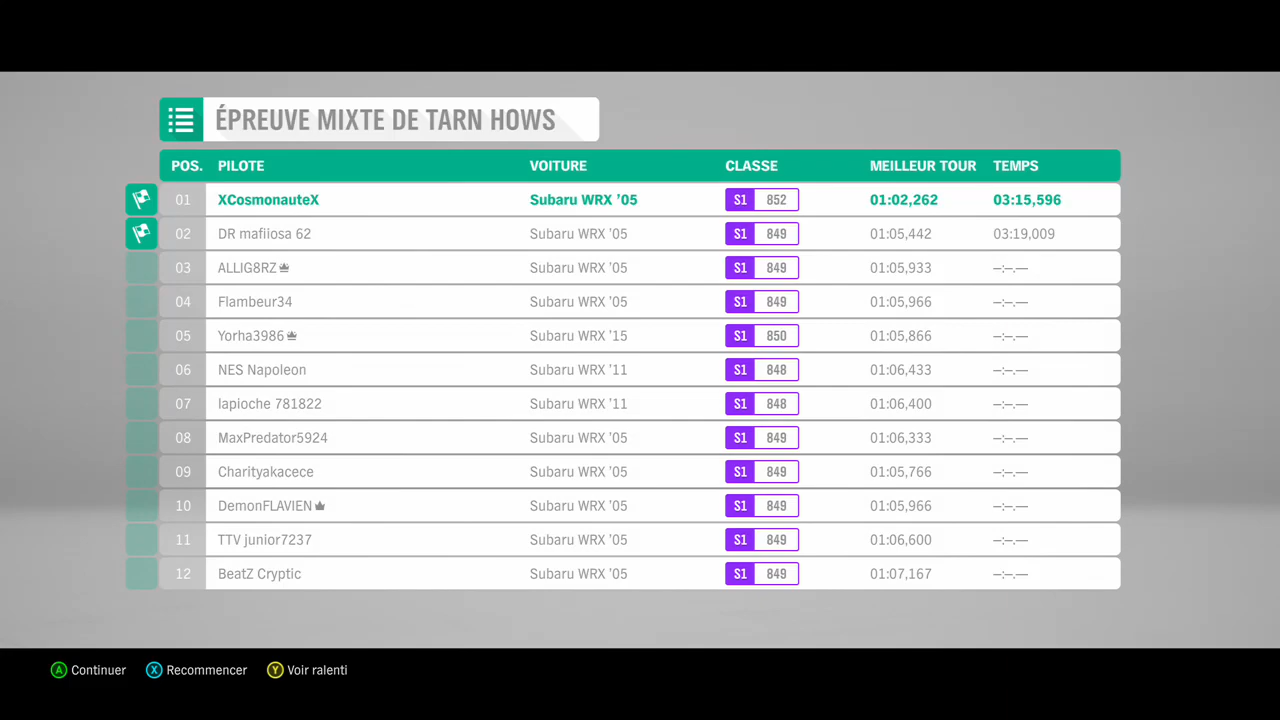 ÉPREUVE MIXTE DE TARN HOWS
POS. PILOTE VOITURE CLASSE MEILLEUR TOUR TEMPS
01 XCosmonauteX Subaru WRX '05 S1 852 01:02,262 03:15,596
02 DR mafiiosa 62 Subaru WRX '05 S1 849 01:05,442 03:19,009
03 ALLIG8RZ Subaru WRX '05 S1 849 01:05,933 --:--.---
04 Flambeur34 Subaru WRX '05 S1 849 01:05,966 --:--.---
05 Yorha3986 Subaru WRX '15 S1 850 01:05,866 --:--.---
06 NES Napoleon Subaru WRX '11 S1 848 01:06,433 --:--.---
07 lapioche 781822 Subaru WRX '11 S1 848 01:06,400 --:--.---
08 MaxPredator5924 Subaru WRX '05 S1 849 01:06,333 --:--.---
09 Charityakacece Subaru WRX '05 S1 849 01:05,766 --:--.---
10 DemonFLAVIEN Subaru WRX '05 S1 849 01:05,966 --:--.---
11 TTV junior7237 Subaru WRX '05 S1 849 01:06,600 --:--.---
12 BeatZ Cryptic Subaru WRX '05 S1 849 01:07,167 --:--.---
A Continuer X Recommencer Y Voir ralenti